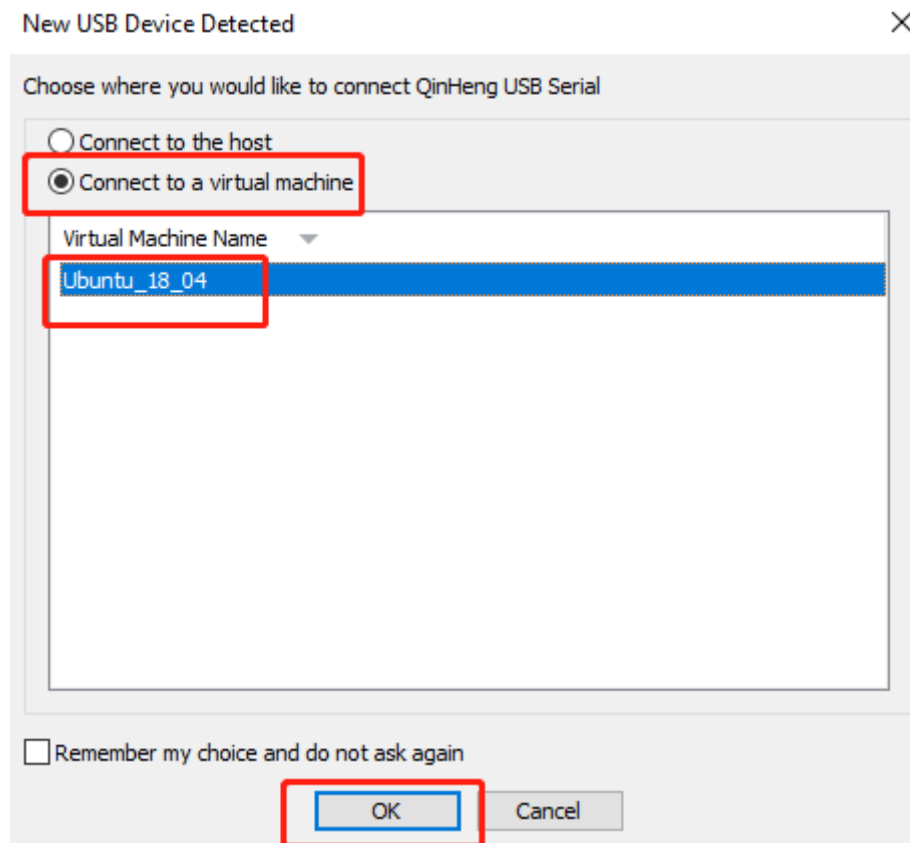 New USB Device Detected
Choose where you would like to connect QinHeng USB Serial
Connect to the host
Connect to a virtual machine
Virtual Machine Name
Ubuntu_18_04
Remember my choice and do not ask again
OK Cancel